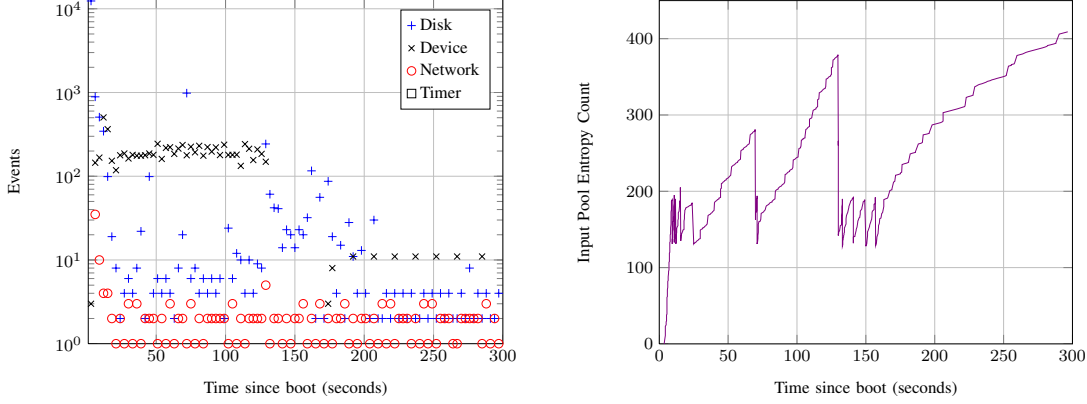 10^4
10^3
10^2
10^1
10^0
Events
50
100
150
200
250
300
Time since boot (seconds)
Disk
Device
Network
Timer
400
300
200
100
0
Input Pool Entropy Count
0
50
100
150
200
250
300
Time since boot (seconds)